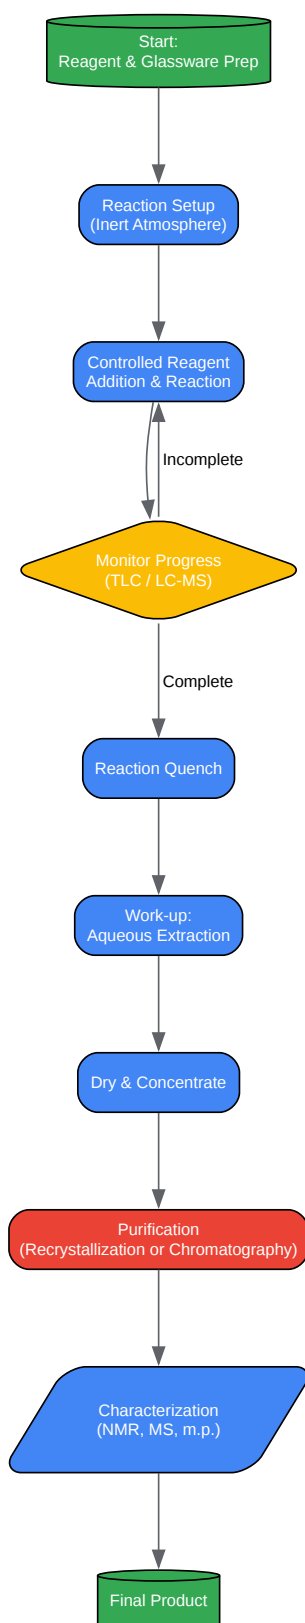 Start:
Reagent & Glassware Prep
Reaction Setup
(Inert Atmosphere)
Controlled Reagent
Addition & Reaction
Incomplete
Monitor Progress
(TLC / LC-MS)
Complete
Reaction Quench
Work-up:
Aqueous Extraction
Dry & Concentrate
Purification
(Recrystallization or Chromatography)
Characterization
(NMR, MS, m.p.)
Final Product